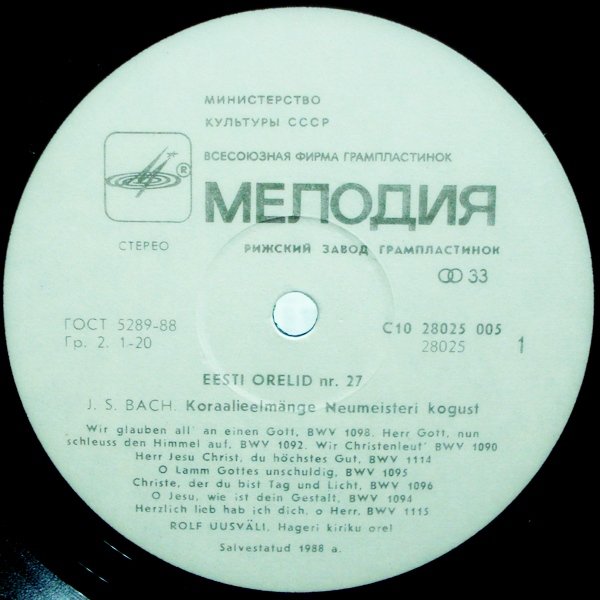 МИНИСТЕРСТВО
КУЛЬТУРЫ СССР
ВСЕСОЮЗНАЯ ФИРМА ГРАМПЛАСТИНОК
®
МЕЛОДИЯ
СТЕРЕО
РИЖСКИЙ ЗАВОД ГРАМПЛАСТИНОК
33
ГОСТ 5289-88
С10 28025 005
Гр. 2. 1-20
28025
1
EESTI ORELID nr. 27
J. S. BACH. Koraalieelmänge Neumeisteri kogust
Wir glauben all' an einen Gott, BWV 1098. Herr Gott, nun
schleuss den Himmel auf, BWV 1092. Wir Christenleut' BWV 1090
Herr Jesu Christ, du höchstes Gut, BWV 1114
O Lamm Gottes unschuldig, BWV 1095
Christe, der du bist Tag und Licht, BWV 1096
O Jesu, wie ist dein Gestalt, BWV 1094
Herzlich lieb hab ich dich, o Herr, BWV 1115
ROLF UUSVÄLI, Hageri kiriku orel
Salvestatud 1988 a.